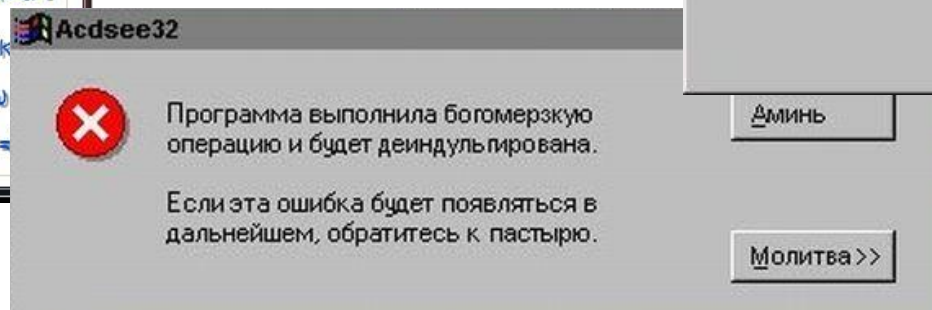 Acdsee32
Программа выполнила богомерзкую
операцию и будет деиндульгирована.
Если эта ошибка будет появляться в
дальнейшем, обратитесь к пастырю.
Аминь
Молитва>>